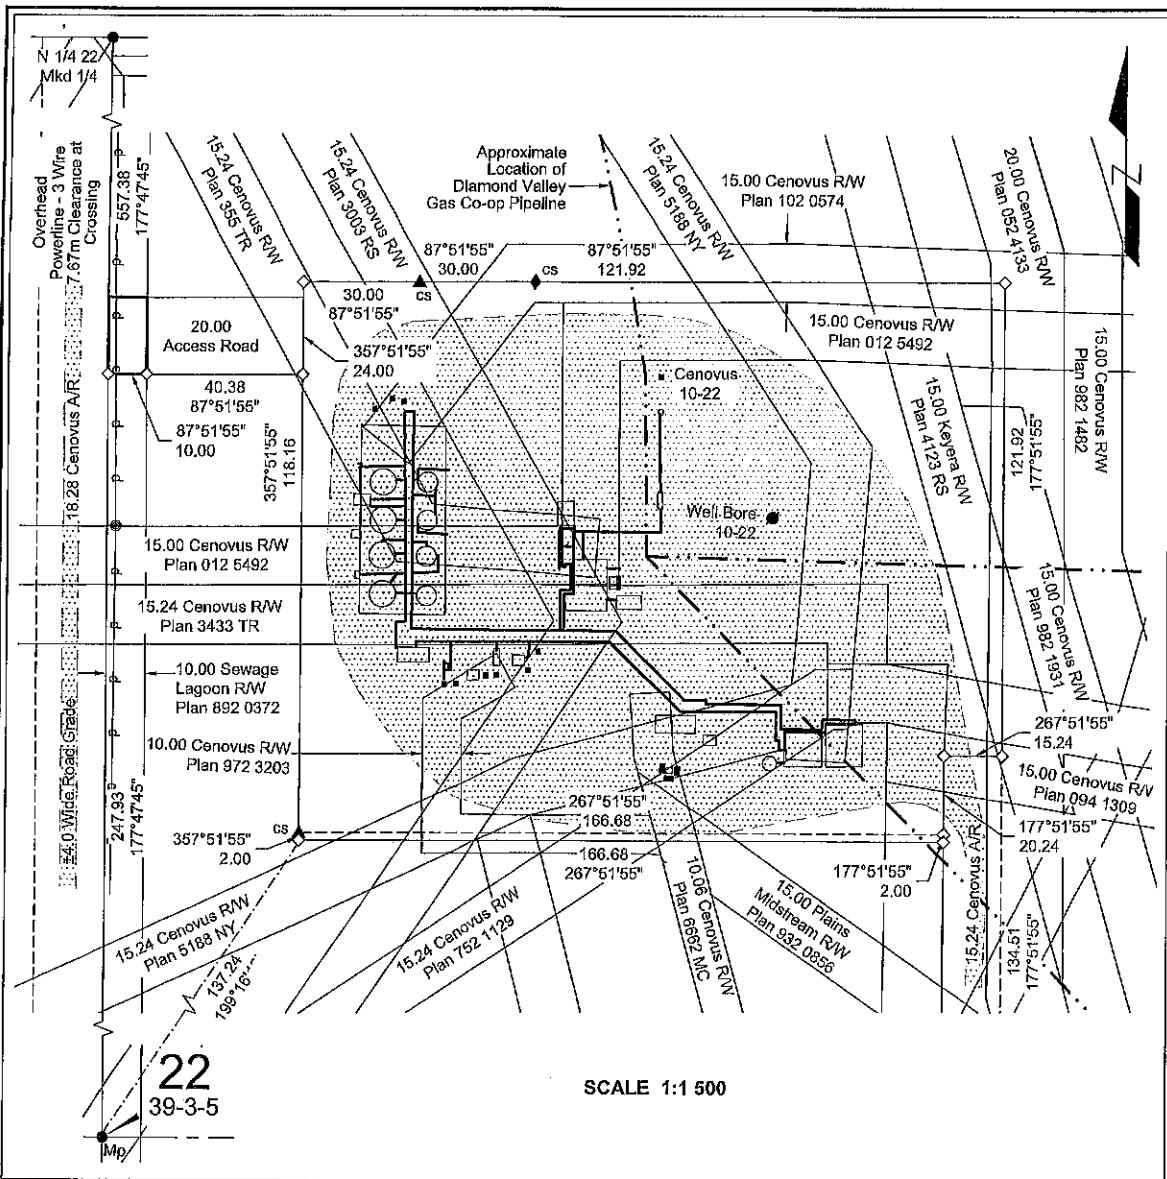 N 1/4 22
Mkd 1/4
Overhead
Powerline - 3 Wire
7.67m Clearance at
Crossing
557.38
177°47'45"
15.24 Cenovus R/W
Plan 355 TR
15.24 Cenovus R/W
Plan 3003 RS
Approximate
Location of
Diamond Valley
Gas Co-op Pipeline
15.24 Cenovus R/W
Plan 5188 NY
15.00 Cenovus R/W
Plan 102 0574
20.00 Cenovus R/W
Plan 052 4133
N
87°51'55"
30.00
87°51'55"
121.92
cs
cs
30.00
87°51'55"
20.00
Access Road
357°51'55"
24.00
15.00 Cenovus R/W
Plan 012 5492
15.00 Cenovus R/W
Plan 982 1482
40.38
87°51'55"
87°51'55"
10.00
Cenovus
10-22
15.00 Keyera R/W
Plan 4123 RS
121.92
177°51'55"
357°51'55"
118.16
18.28 Cenovus A/R
Well Bore
10-22
15.00 Cenovus R/W
Plan 012 5492
15.24 Cenovus R/W
Plan 3433 TR
15.00 Cenovus R/W
Plan 982 1931
10.00 Sewage
Lagoon R/W
Plan 892 0372
±4.0 Wide Road Grade
10.00 Cenovus R/W
Plan 972 3203
267°51'55"
15.24
15.00 Cenovus R/W
Plan 094 1309
247.93
177°47'45"
357°51'55"
2.00
cs
267°51'55"
166.68
166.68
267°51'55"
177°51'55"
20.24
177°51'55"
2.00
15.24 Cenovus R/W
Plan 5188 NY
15.24 Cenovus R/W
Plan 752 1129
10.06 Cenovus R/W
Plan 6662 MC
15.00 Plains
Midstream R/W
Plan 932 0856
15.24 Cenovus A/R
134.51
177°51'55"
137.24
199°16'
22
39-3-5
SCALE 1:1 500
Mp